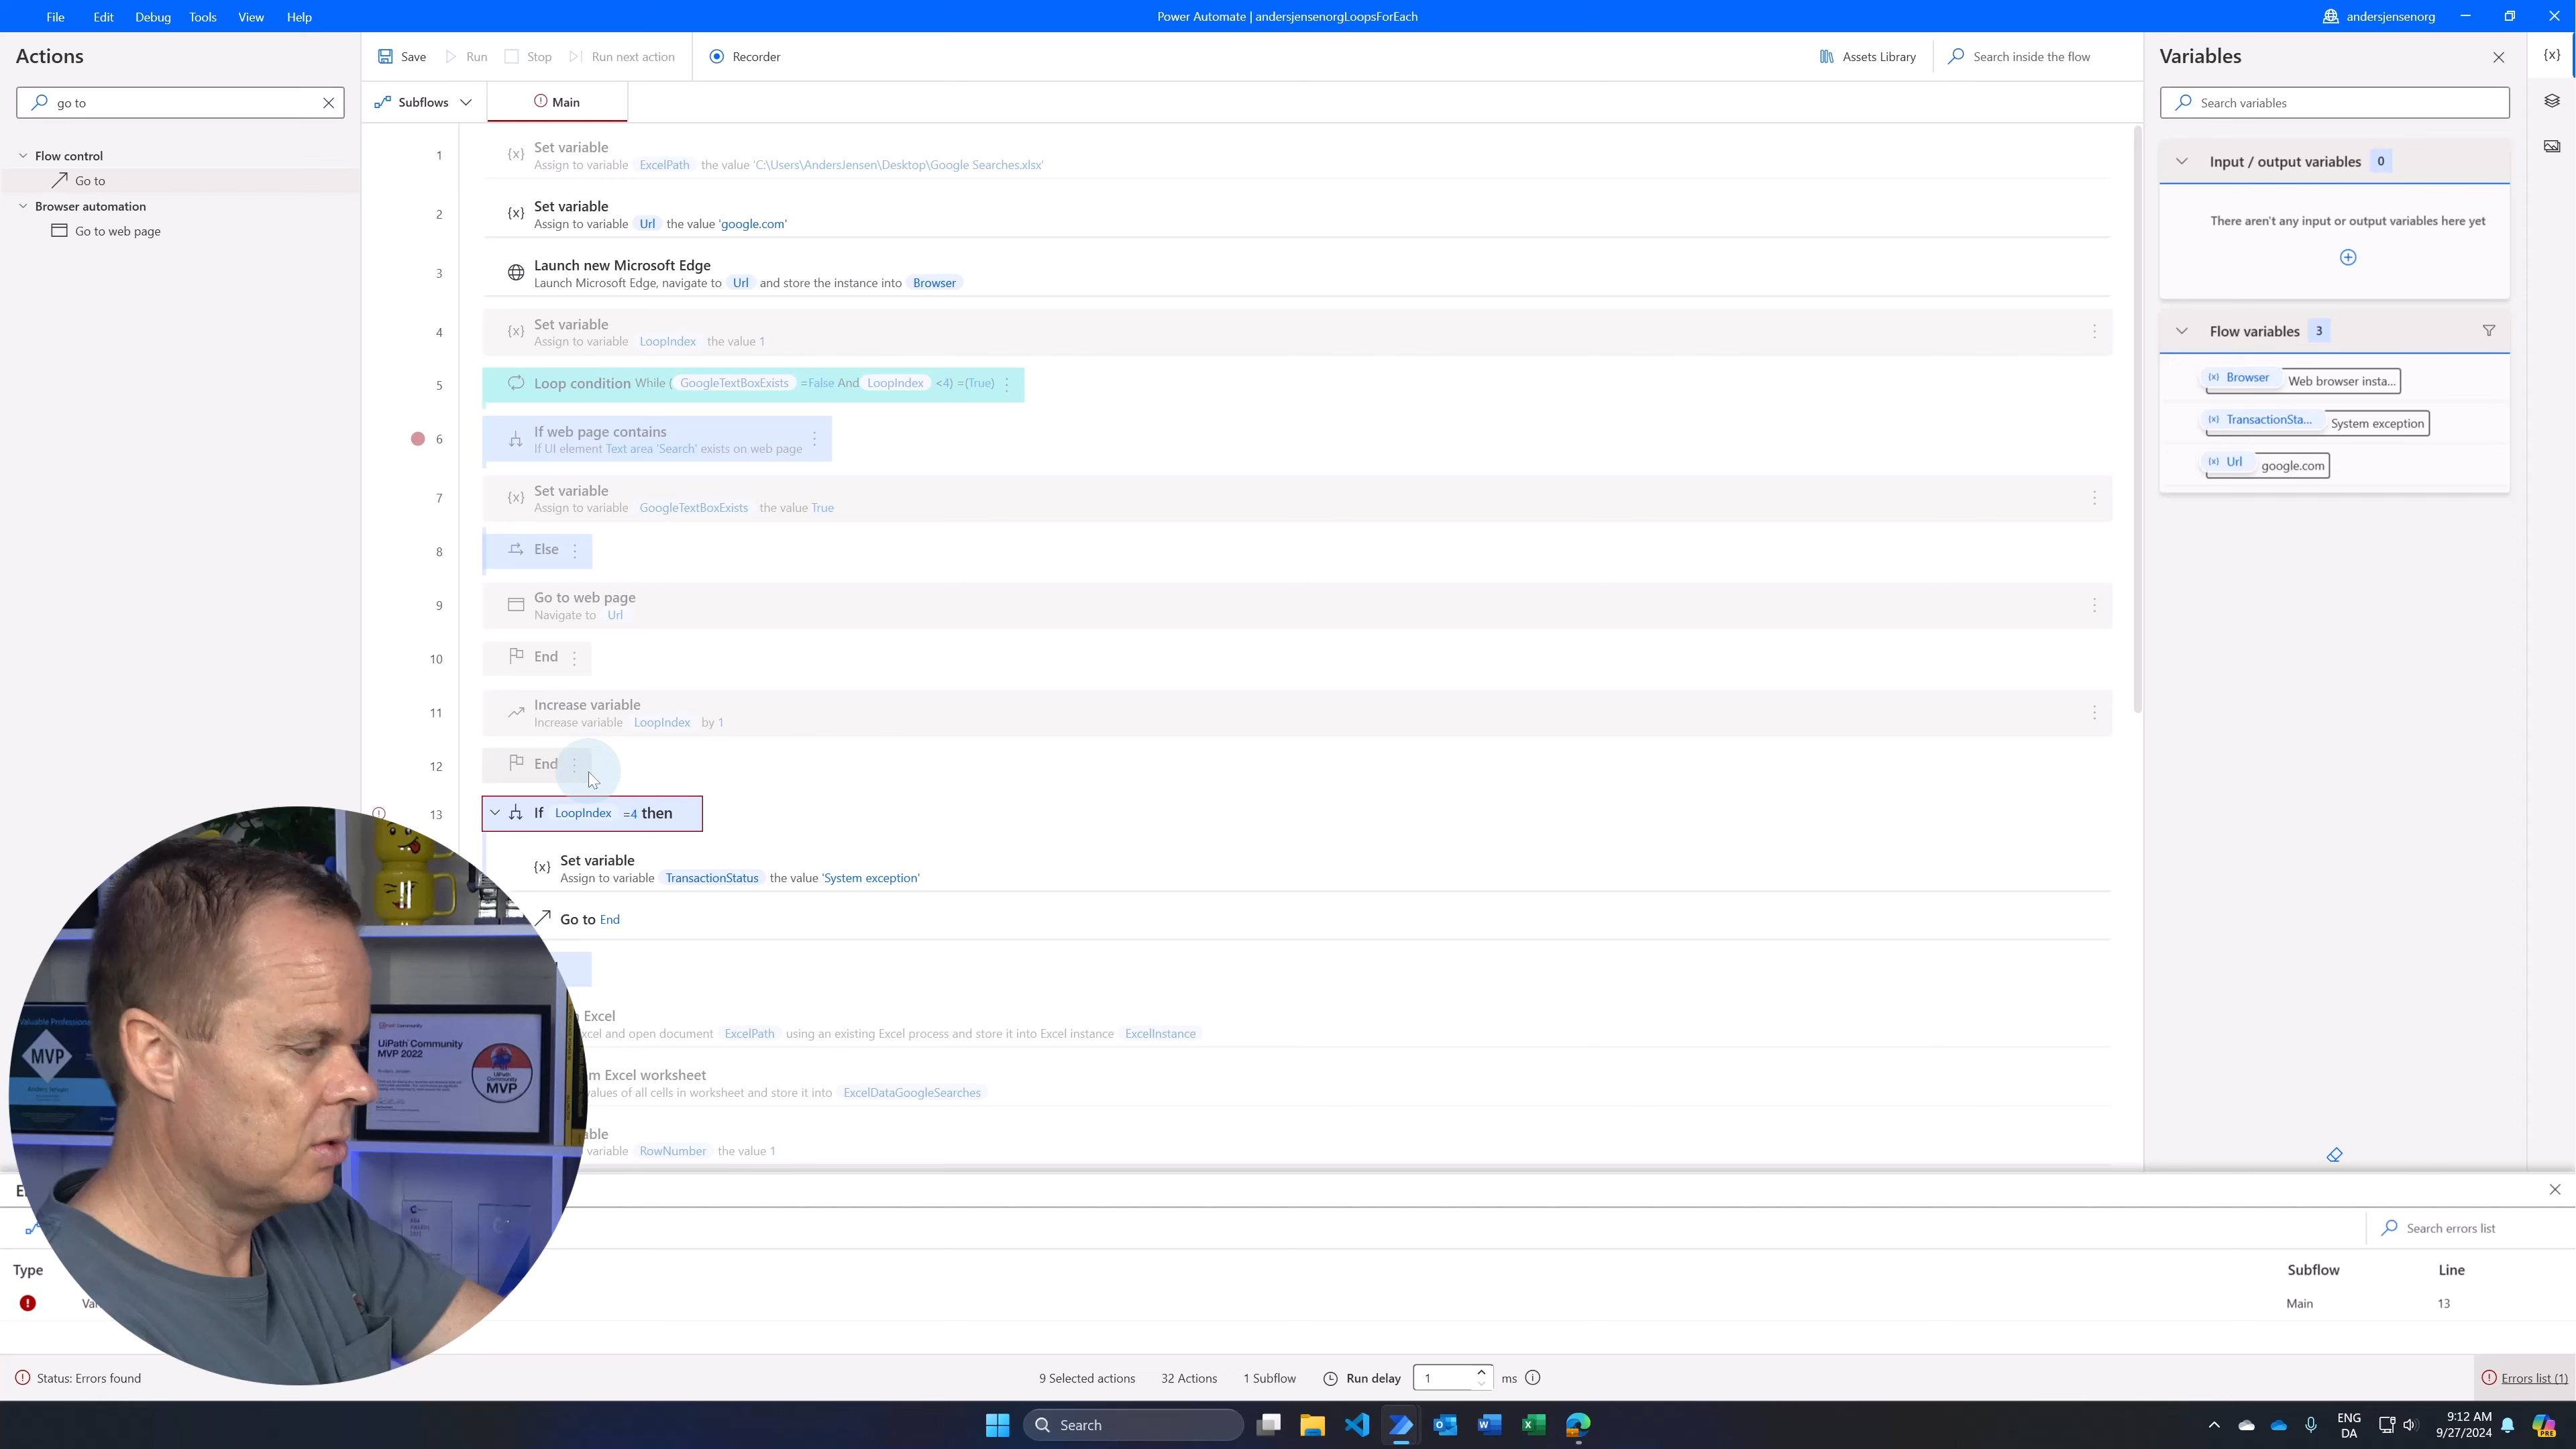 File Edit Debug Tools View Help
Power Automate | andersjensenorgLoopsForEach
andersjensenorg
Actions
go to
Flow control
Go to
Browser automation
Go to web page
Save Run Stop Run next action Recorder
Assets Library Search inside the flow
Subflows Main
1 Set variable
Assign to variable ExcelPath the value 'C:\Users\AndersJensen\Desktop\Google Searches.xlsx'
2 Set variable
Assign to variable Url the value 'google.com'
3 Launch new Microsoft Edge
Launch Microsoft Edge, navigate to Url and store the instance into Browser
4 Set variable
Assign to variable LoopIndex the value 1
5 Loop condition While ( GoogleTextBoxExists =False And LoopIndex <4) =(True)
6 If web page contains
If UI element Text area 'Search' exists on web page
7 Set variable
Assign to variable GoogleTextBoxExists the value True
8 Else
9 Go to web page
Navigate to Url
10 End
11 Increase variable
Increase variable LoopIndex by 1
12 End
13 If LoopIndex =4 then
Set variable
Assign to variable TransactionStatus the value 'System exception'
Go to End
Excel
and open document ExcelPath using an existing Excel process and store it into Excel instance ExcelInstance
Excel worksheet
values of all cells in worksheet and store it into ExcelDataGoogleSearches
variable RowNumber the value 1
Variables
{x}
Search variables
Input / output variables 0
There aren't any input or output variables here yet
Flow variables 3
Browser Web browser insta...
TransactionSta... System exception
Url google.com
MVP
UiPath Community
MVP 2022
UiPath
Community
MVP
Search errors list
Type Subflow Line
Main 13
Status: Errors found
9 Selected actions 32 Actions 1 Subflow Run delay 1 ms
Errors list (1)
Search
ENG
DA
9:12 AM
9/27/2024
PRE